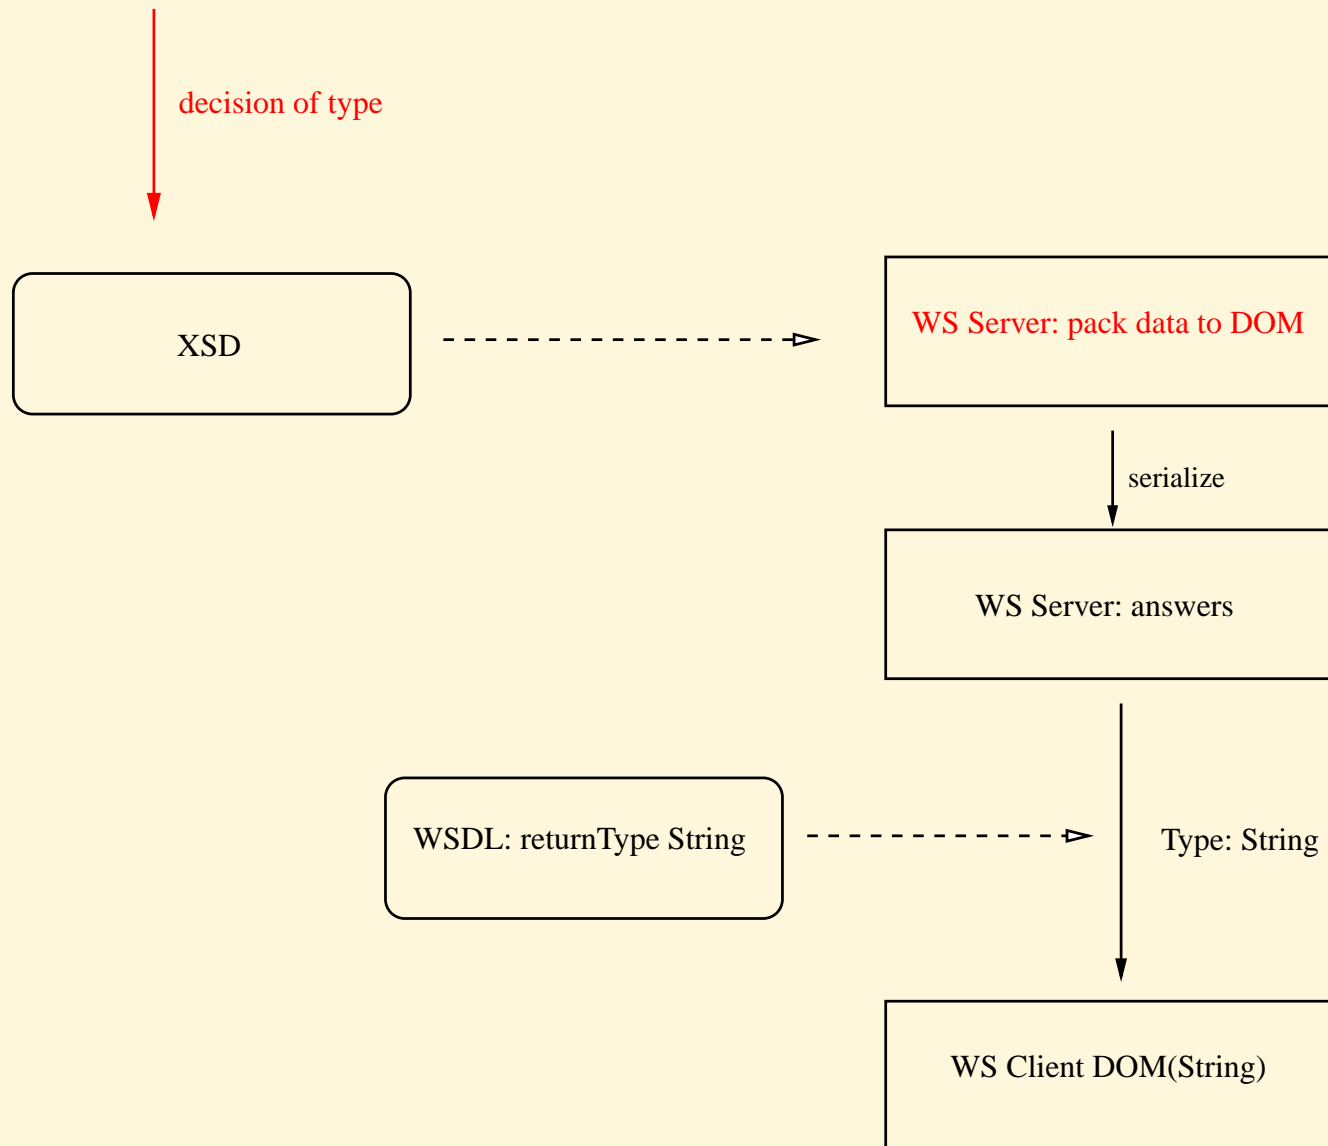 decision of type
XSD
WS Server: pack data to DOM
serialize
WS Server: answers
WSDL: returnType String
Type: String
WS Client DOM(String)